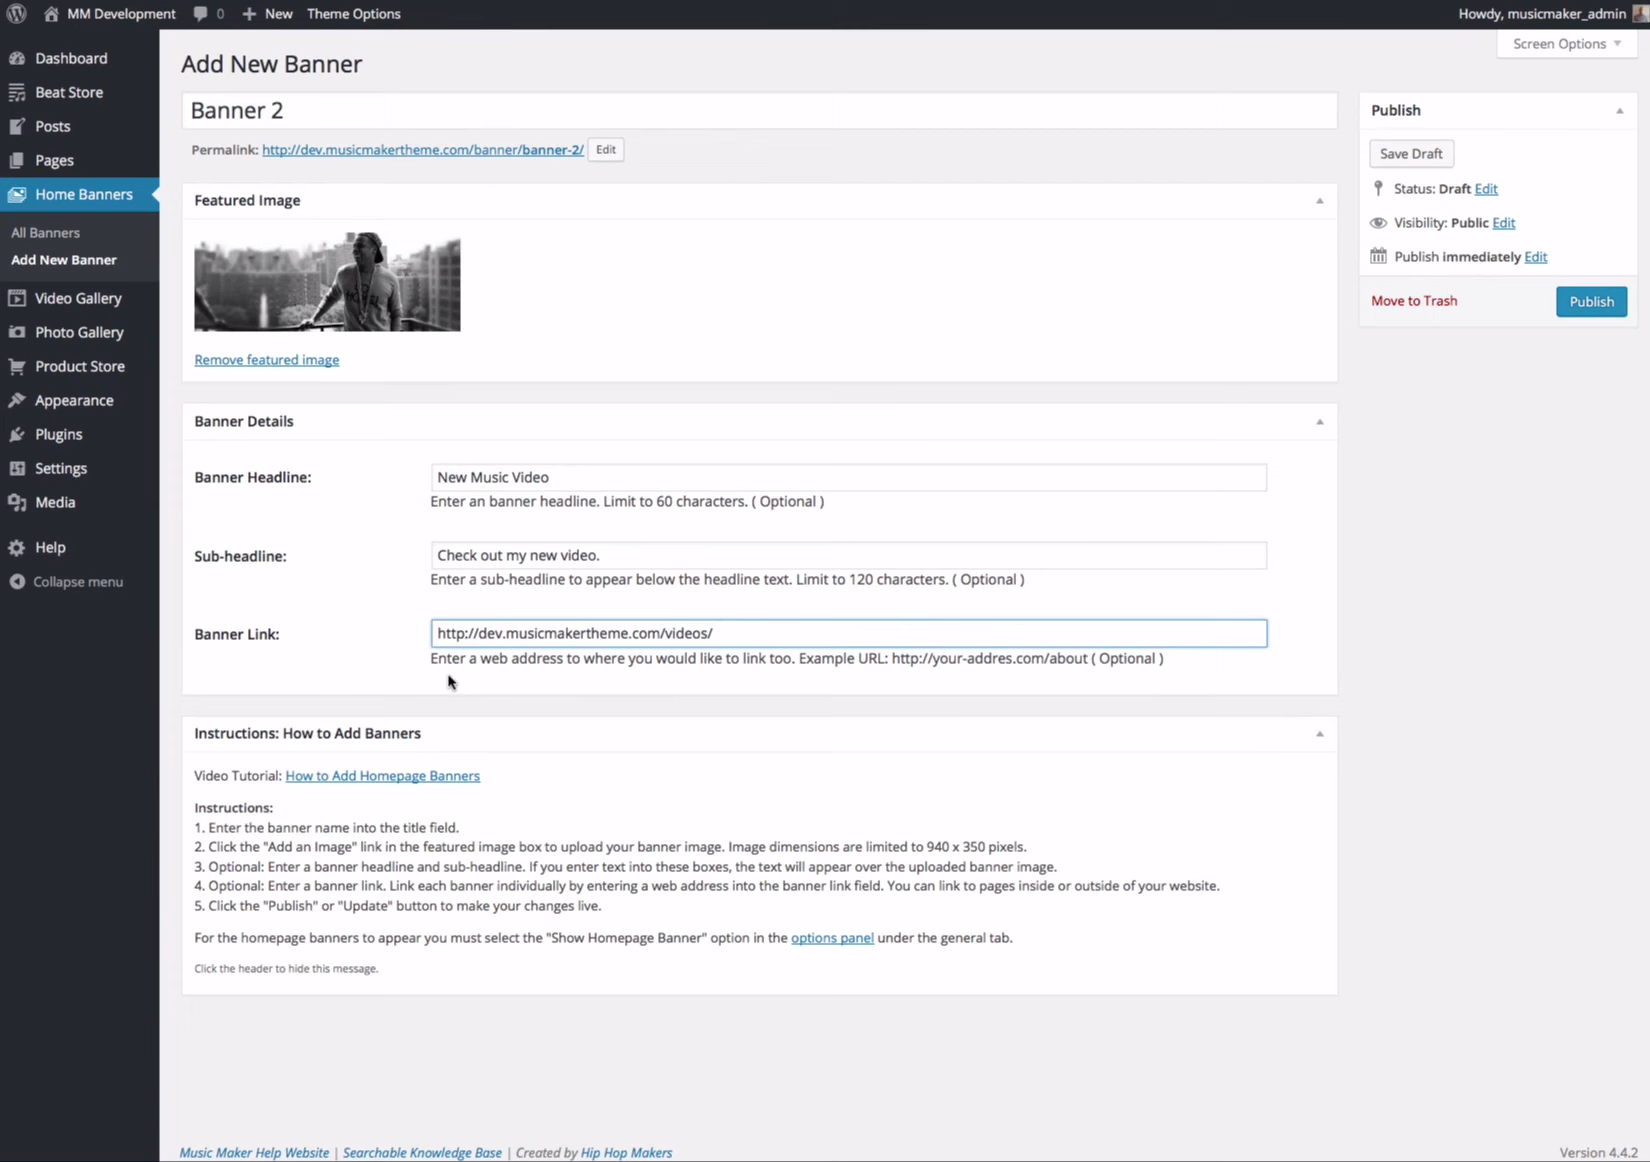 MM Development 0 New Theme Options Howdy, musicmaker_admin
Screen Options
Dashboard
Beat Store
Posts
Pages
Home Banners
All Banners
Add New Banner
Video Gallery
Photo Gallery
Product Store
Appearance
Plugins
Settings
Media
Help
Collapse menu
Add New Banner
Banner 2
Permalink: http://dev.musicmakertheme.com/banner/banner-2/ Edit
Featured Image
Remove featured image
Banner Details
Banner Headline: New Music Video
Enter an banner headline. Limit to 60 characters. ( Optional )
Sub-headline: Check out my new video.
Enter a sub-headline to appear below the headline text. Limit to 120 characters. ( Optional )
Banner Link: http://dev.musicmakertheme.com/videos/
Enter a web address to where you would like to link too. Example URL: http://your-addres.com/about ( Optional )
Instructions: How to Add Banners
Video Tutorial: How to Add Homepage Banners
Instructions:
1. Enter the banner name into the title field.
2. Click the "Add an Image" link in the featured image box to upload your banner image. Image dimensions are limited to 940 x 350 pixels.
3. Optional: Enter a banner headline and sub-headline. If you enter text into these boxes, the text will appear over the uploaded banner image.
4. Optional: Enter a banner link. Link each banner individually by entering a web address into the banner link field. You can link to pages inside or outside of your website.
5. Click the "Publish" or "Update" button to make your changes live.
For the homepage banners to appear you must select the "Show Homepage Banner" option in the options panel under the general tab.
Click the header to hide this message.
Publish
Save Draft
Status: Draft Edit
Visibility: Public Edit
Publish immediately Edit
Move to Trash Publish
Music Maker Help Website | Searchable Knowledge Base | Created by Hip Hop Makers
Version 4.4.2